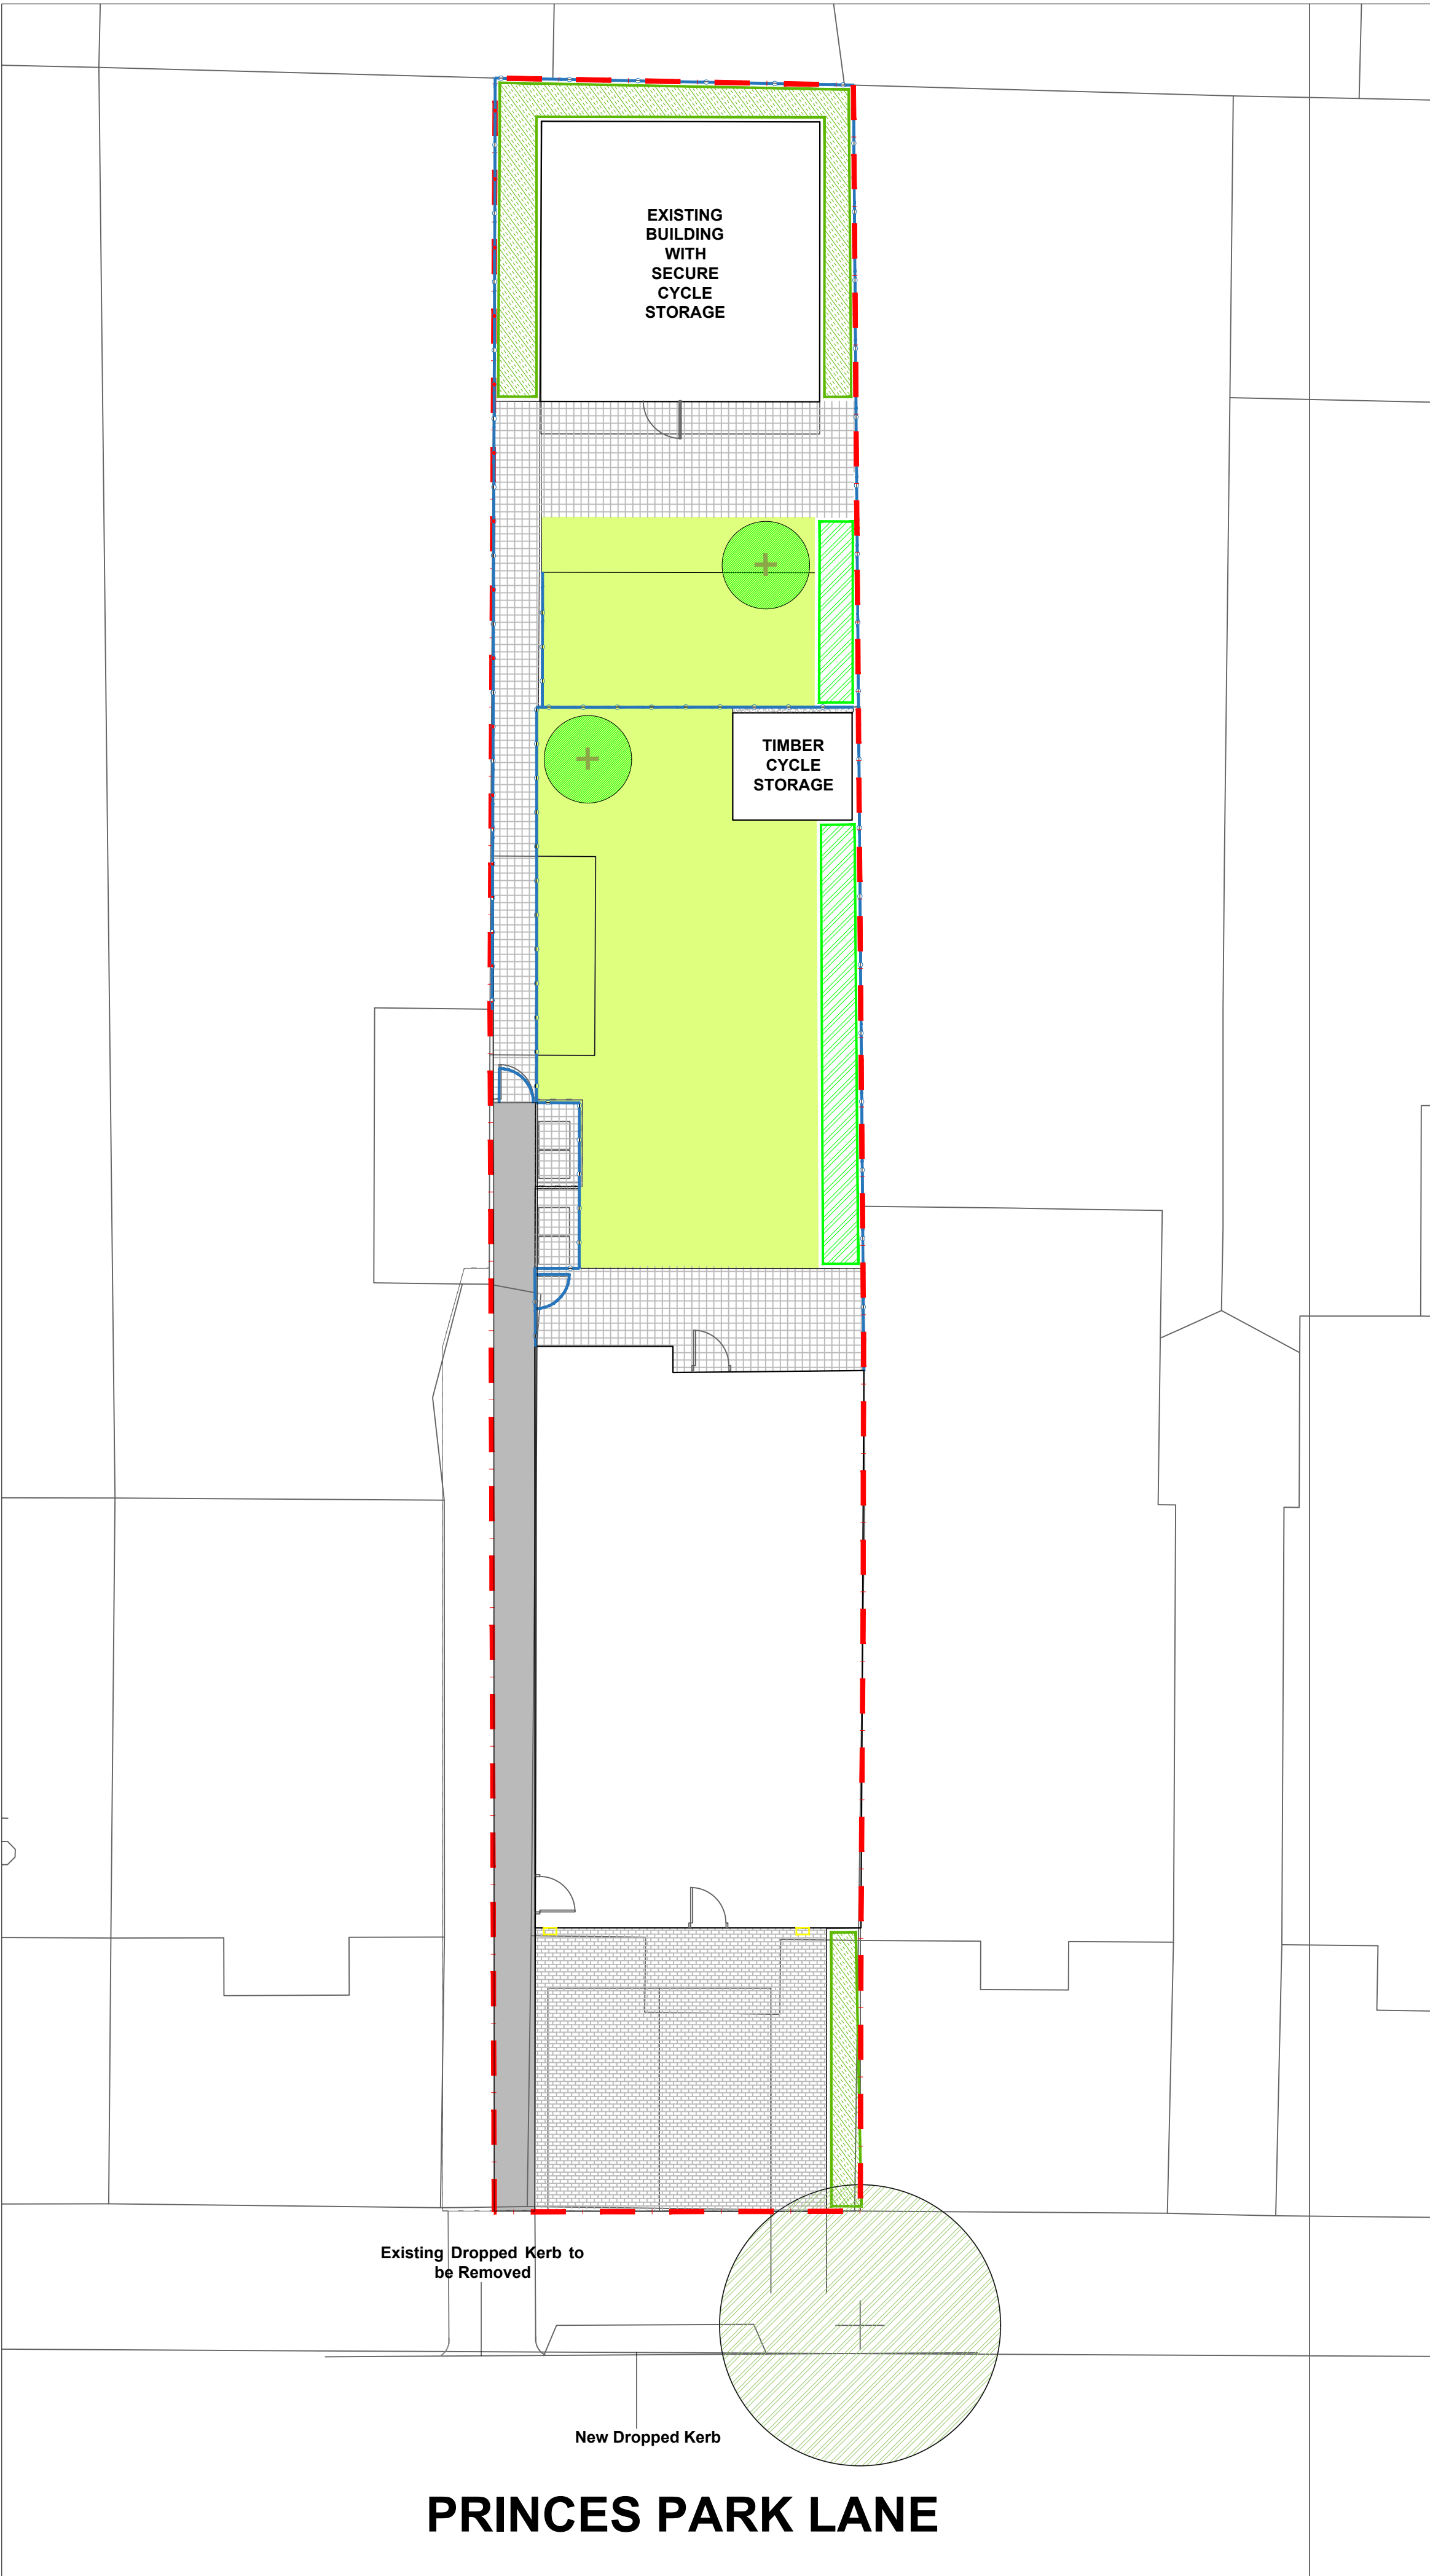 EXISTING
BUILDING
WITH
SECURE
CYCLE
STORAGE
TIMBER
CYCLE
STORAGE
Existing Dropped Kerb to
be Removed
New Dropped Kerb
PRINCES PARK LANE